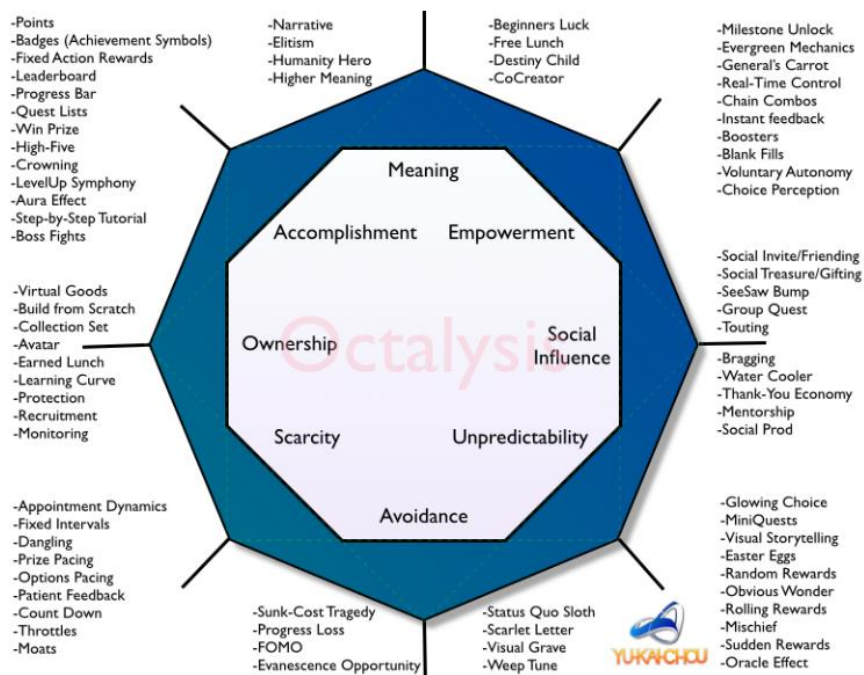 -Points
-Badges (Achievement Symbols)
-Fixed Action Rewards
-Leaderboard
-Progress Bar
-Quest Lists
-Win Prize
-High-Five
-Crowning
-LevelUp Symphony
-Aura Effect
-Step-by-Step Tutorial
-Boss Fights
-Narrative
-Elitism
-Humanity Hero
-Higher Meaning
-Beginners Luck
-Free Lunch
-Destiny Child
-CoCreator
-Milestone Unlock
-Evergreen Mechanics
-General's Carrot
-Real-Time Control
-Chain Combos
-Instant feedback
-Boosters
-Blank Fills
-Voluntary Autonomy
-Choice Perception
Meaning
Accomplishment
Empowerment
Ownership
Octalysis
Social
Influence
Scarcity
Unpredictability
Avoidance
-Virtual Goods
-Build from Scratch
-Collection Set
-Avatar
-Earned Lunch
-Learning Curve
-Protection
-Recruitment
-Monitoring
-Social Invite/Friending
-Social Treasure/Gifting
-SeeSaw Bump
-Group Quest
-Touting
-Bragging
-Water Cooler
-Thank-You Economy
-Mentorship
-Social Prod
-Appointment Dynamics
-Fixed Intervals
-Dangling
-Prize Pacing
-Options Pacing
-Patient Feedback
-Count Down
-Throttles
-Moats
-Sunk-Cost Tragedy
-Progress Loss
-FOMO
-Evanescence Opportunity
-Status Quo Sloth
-Scarlet Letter
-Visual Grave
-Weep Tune
YU-KAI-CHOU
-Glowing Choice
-MiniQuests
-Visual Storytelling
-Easter Eggs
-Random Rewards
-Obvious Wonder
-Rolling Rewards
-Mischief
-Sudden Rewards
-Oracle Effect